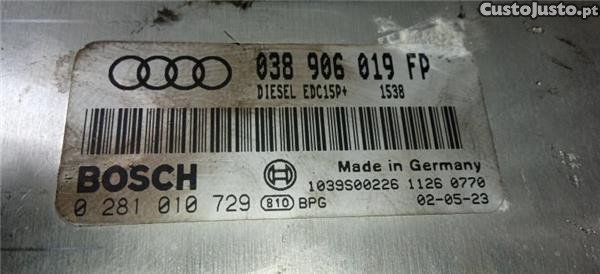 CustoJusto.pt
038 906 019 FP
DIESEL EDC15P+ 1538
BOSCH
Made in Germany
1039S00226 1126 0770
0 281 010 729 810 BPG 02-05-23